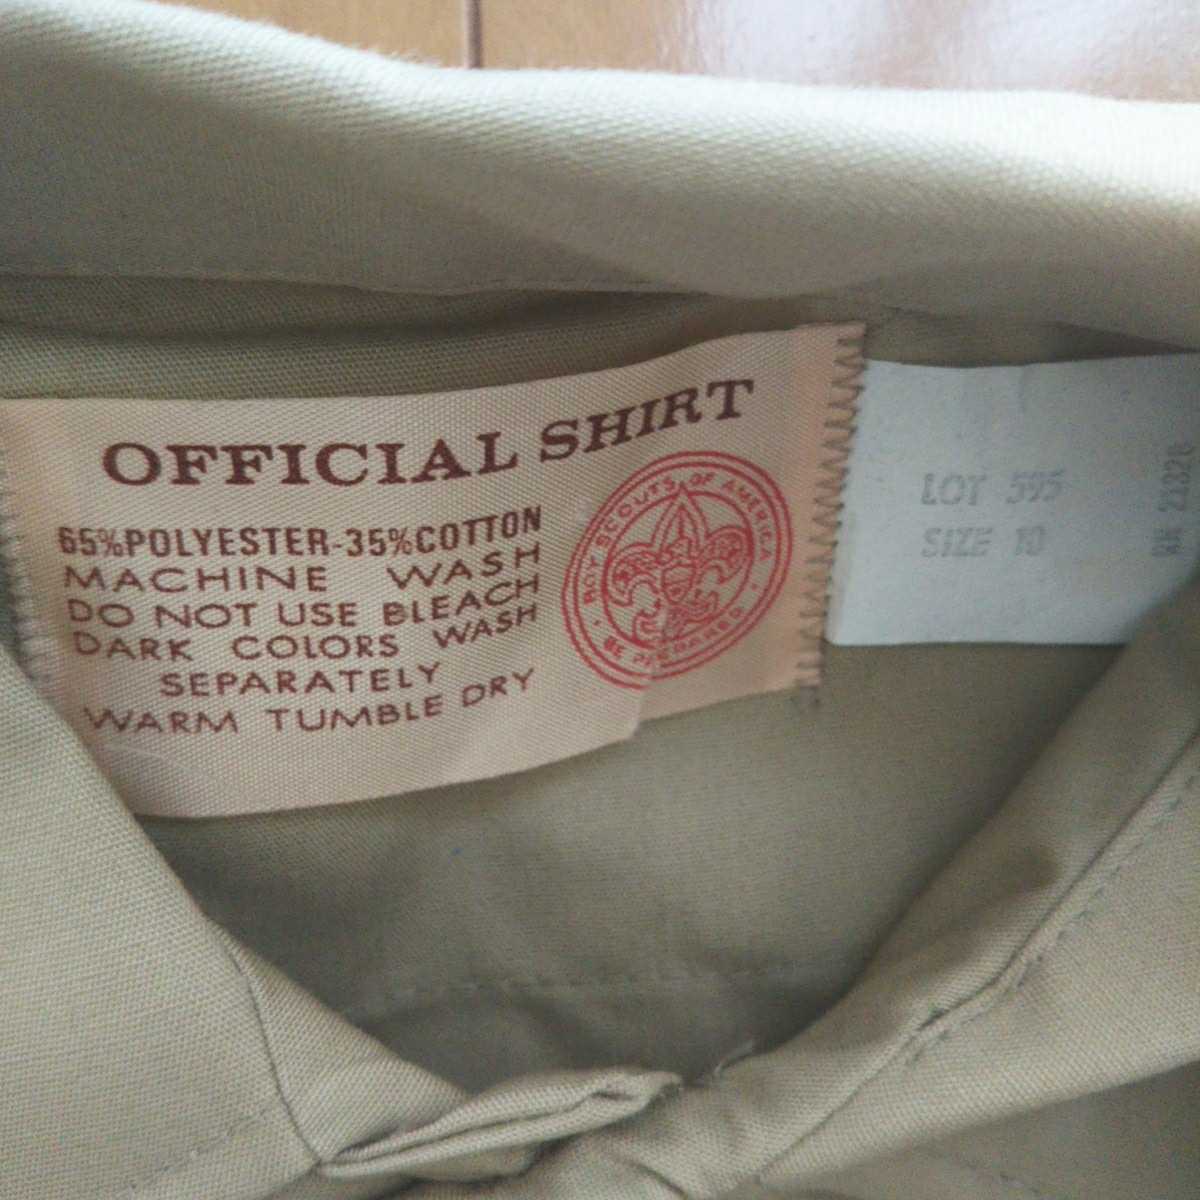 OFFICIAL SHIRT
65%POLYESTER-35%COTTON
MACHINE WASH
DO NOT USE BLEACH
DARK COLORS WASH
SEPARATELY
WARM TUMBLE DRY
BOY SCOUTS OF AMERICA
BE PREPARED
LOT 595
SIZE 10